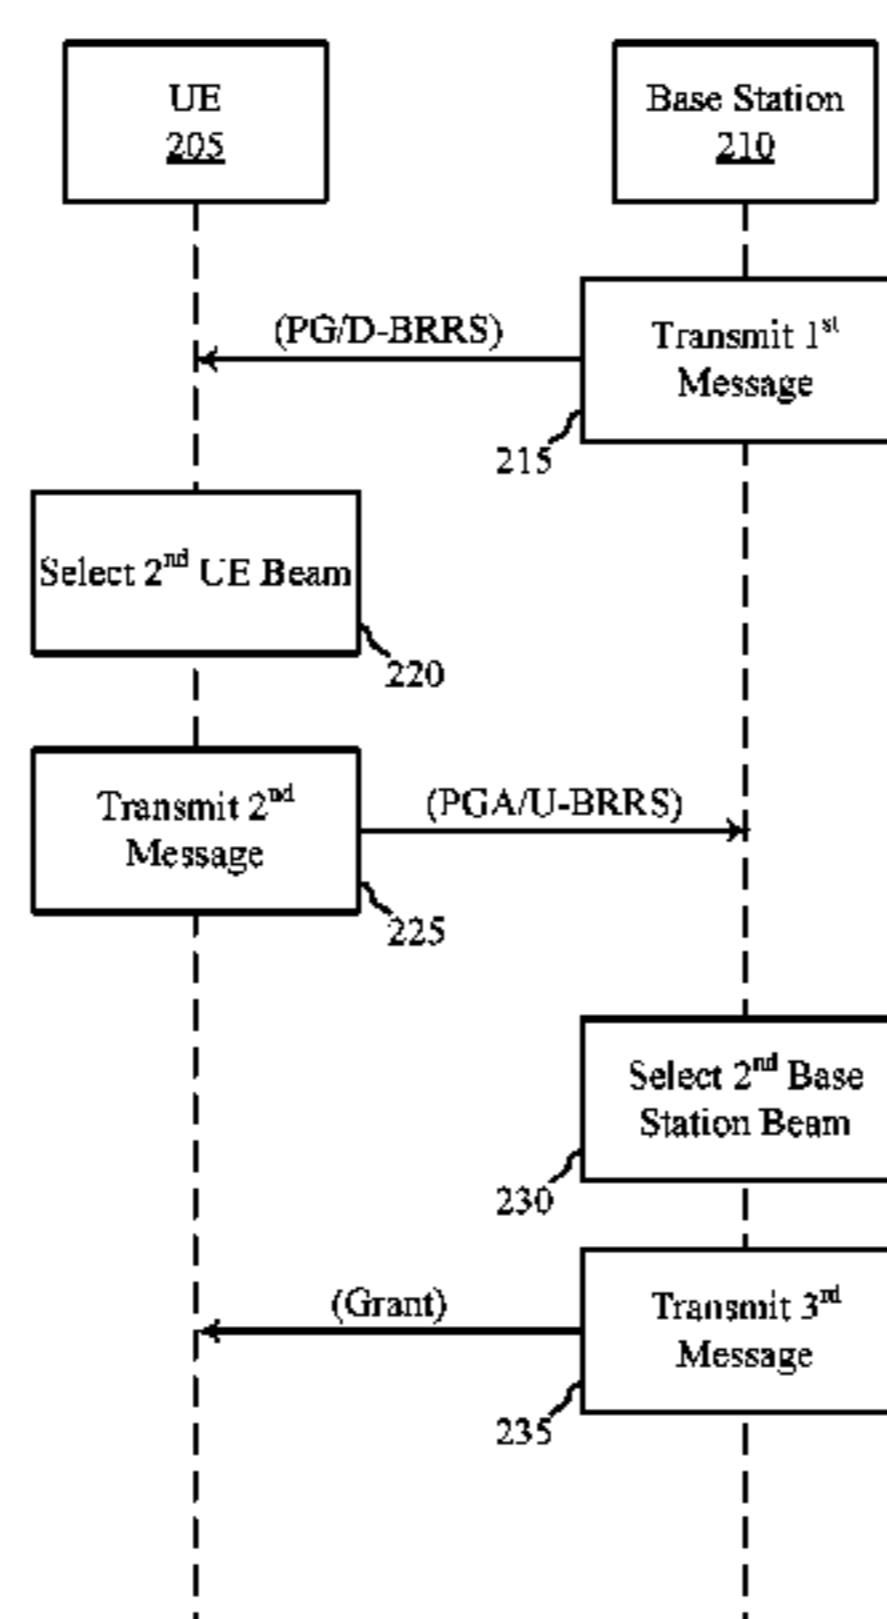 UE
205
Base Station
210
(PG/D-BRRS)
Transmit 1st
Message
215
Select 2nd UE Beam
220
Transmit 2nd
Message
(PGA/U-BRRS)
225
Select 2nd Base
Station Beam
230
(Grant)
Transmit 3rd
Message
235